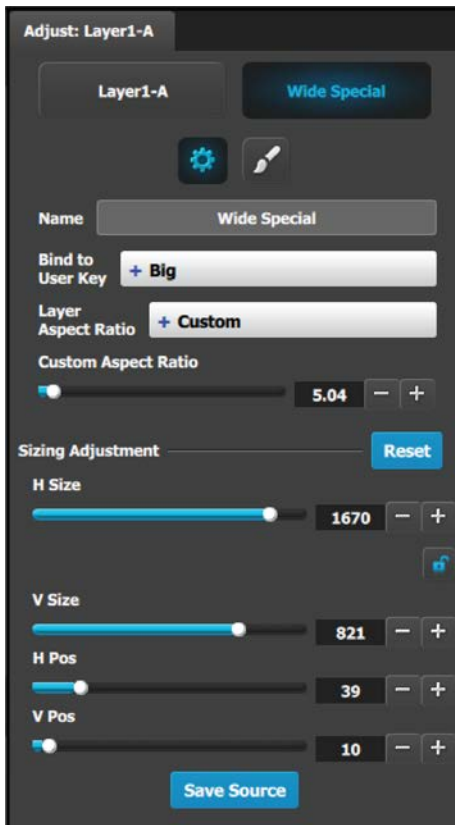 Adjust: Layer1-A
Layer1-A Wide Special
Name Wide Special
Bind to
User Key + Big
Layer
Aspect Ratio + Custom
Custom Aspect Ratio
5.04 − +
Sizing Adjustment Reset
H Size
1670 − +
V Size
821 − +
H Pos
39 − +
V Pos
10 − +
Save Source